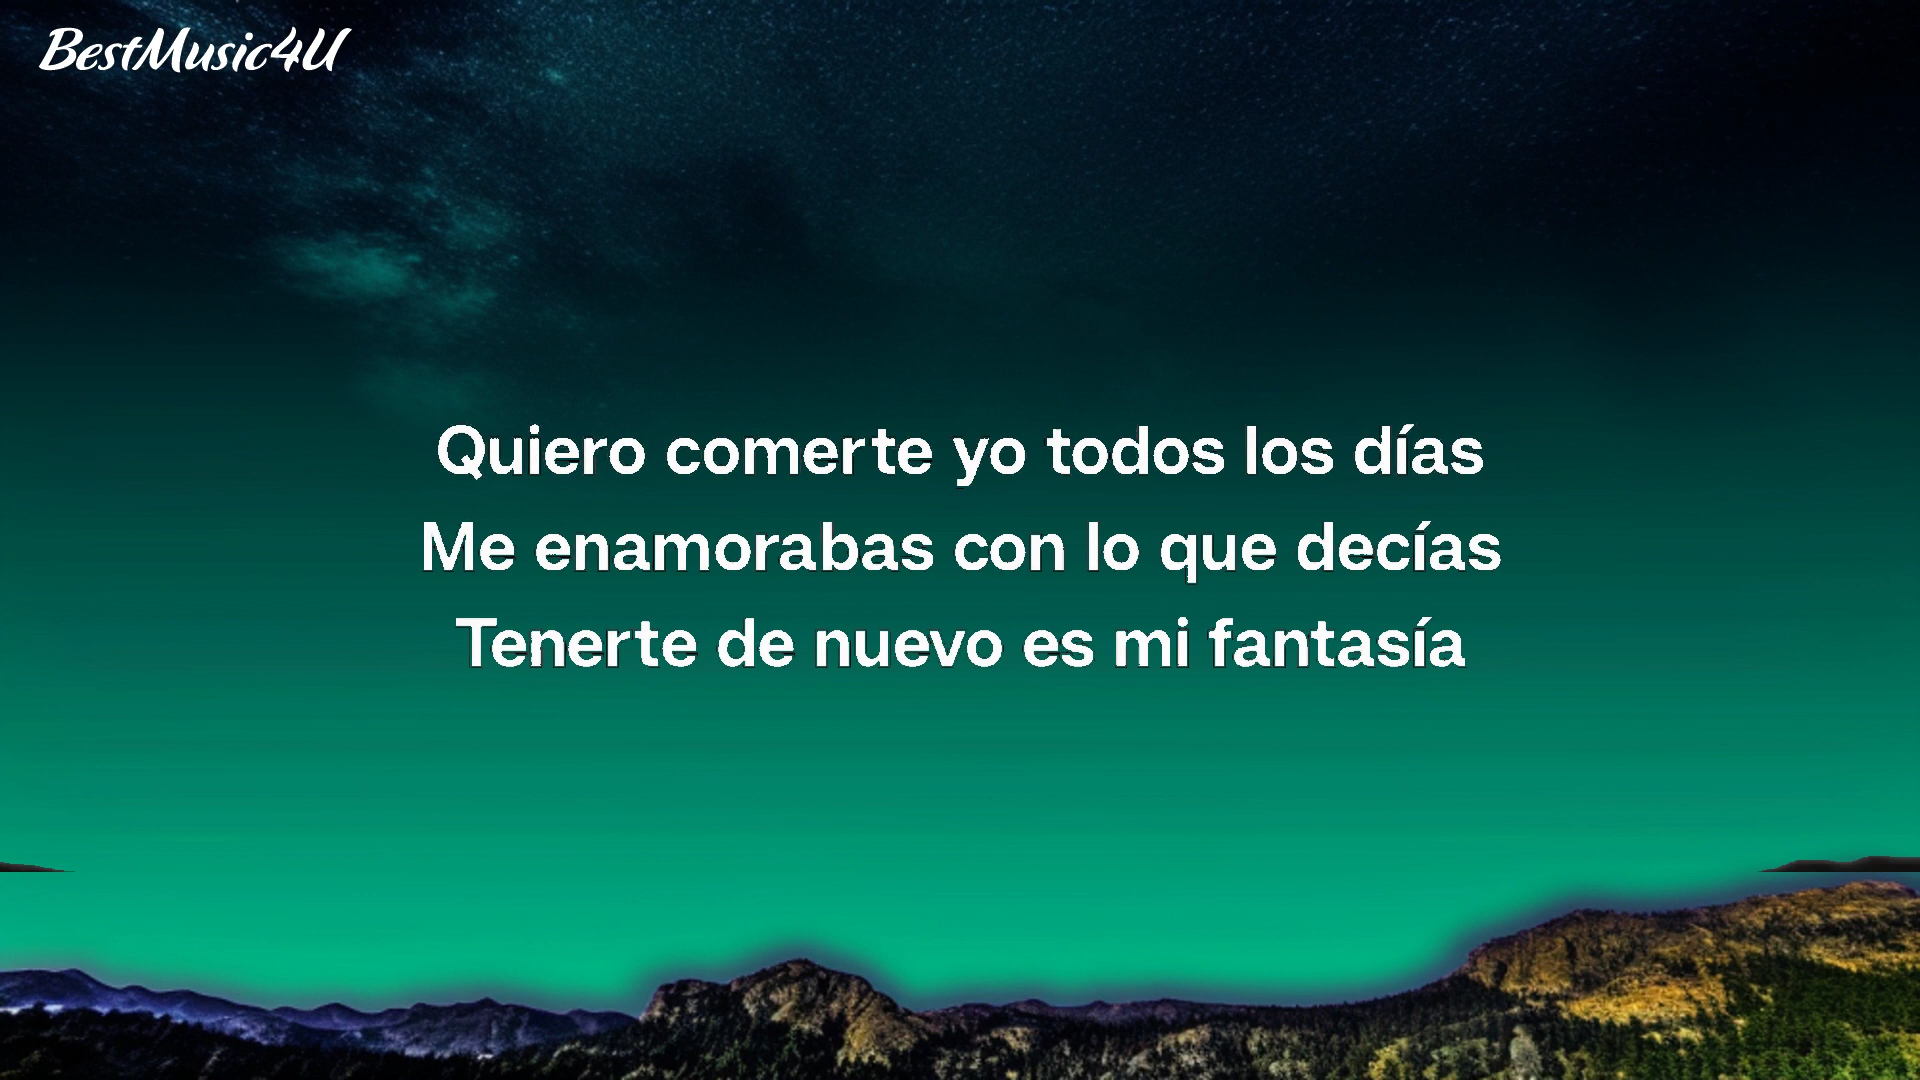 BestMusic4U
Quiero comerte yo todos los días
Me enamorabas con lo que decías
Tenerte de nuevo es mi fantasía